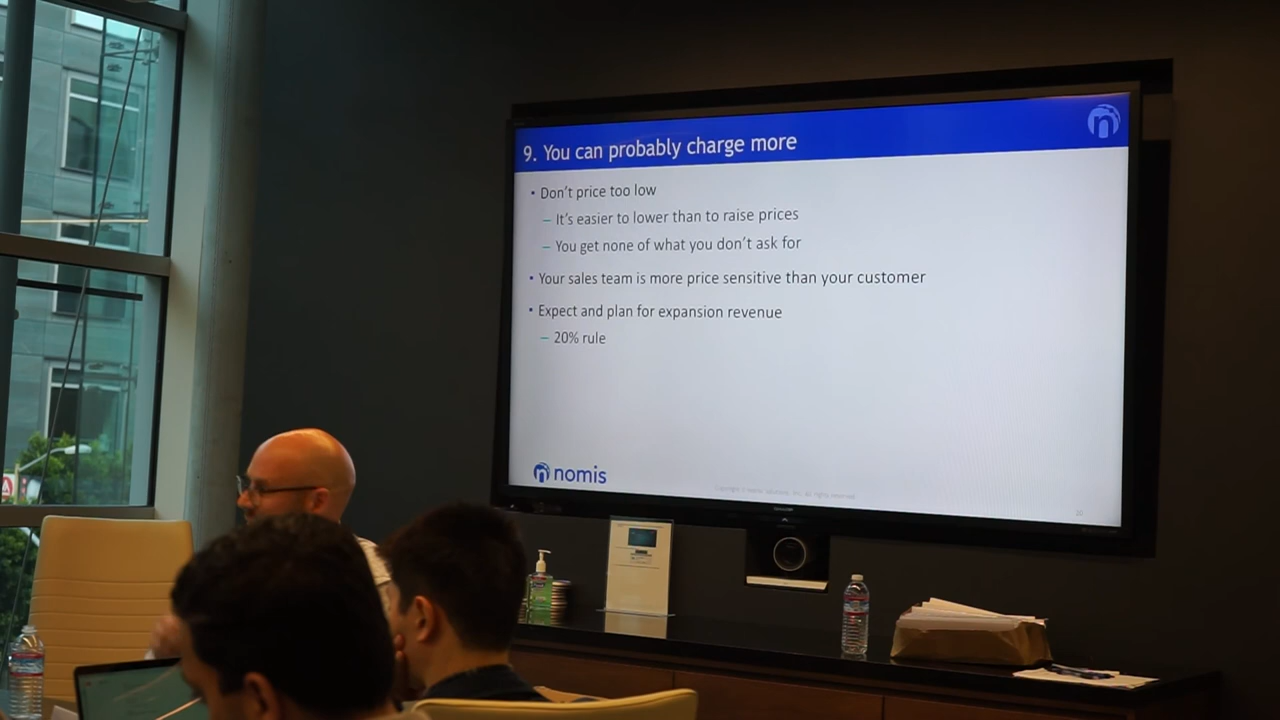 9. You can probably charge more
• Don't price too low
– It's easier to lower than to raise prices
– You get none of what you don't ask for
• Your sales team is more price sensitive than your customer
• Expect and plan for expansion revenue
– 20% rule
nomis